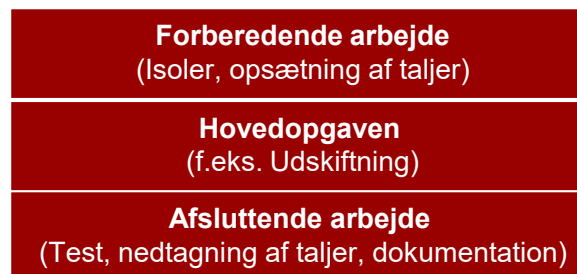 Forberedende arbejde
(Isoler, opsætning af taljer)
Hovedopgaven
(f.eks. Udskiftning)
Afsluttende arbejde
(Test, nedtagning af taljer, dokumentation)